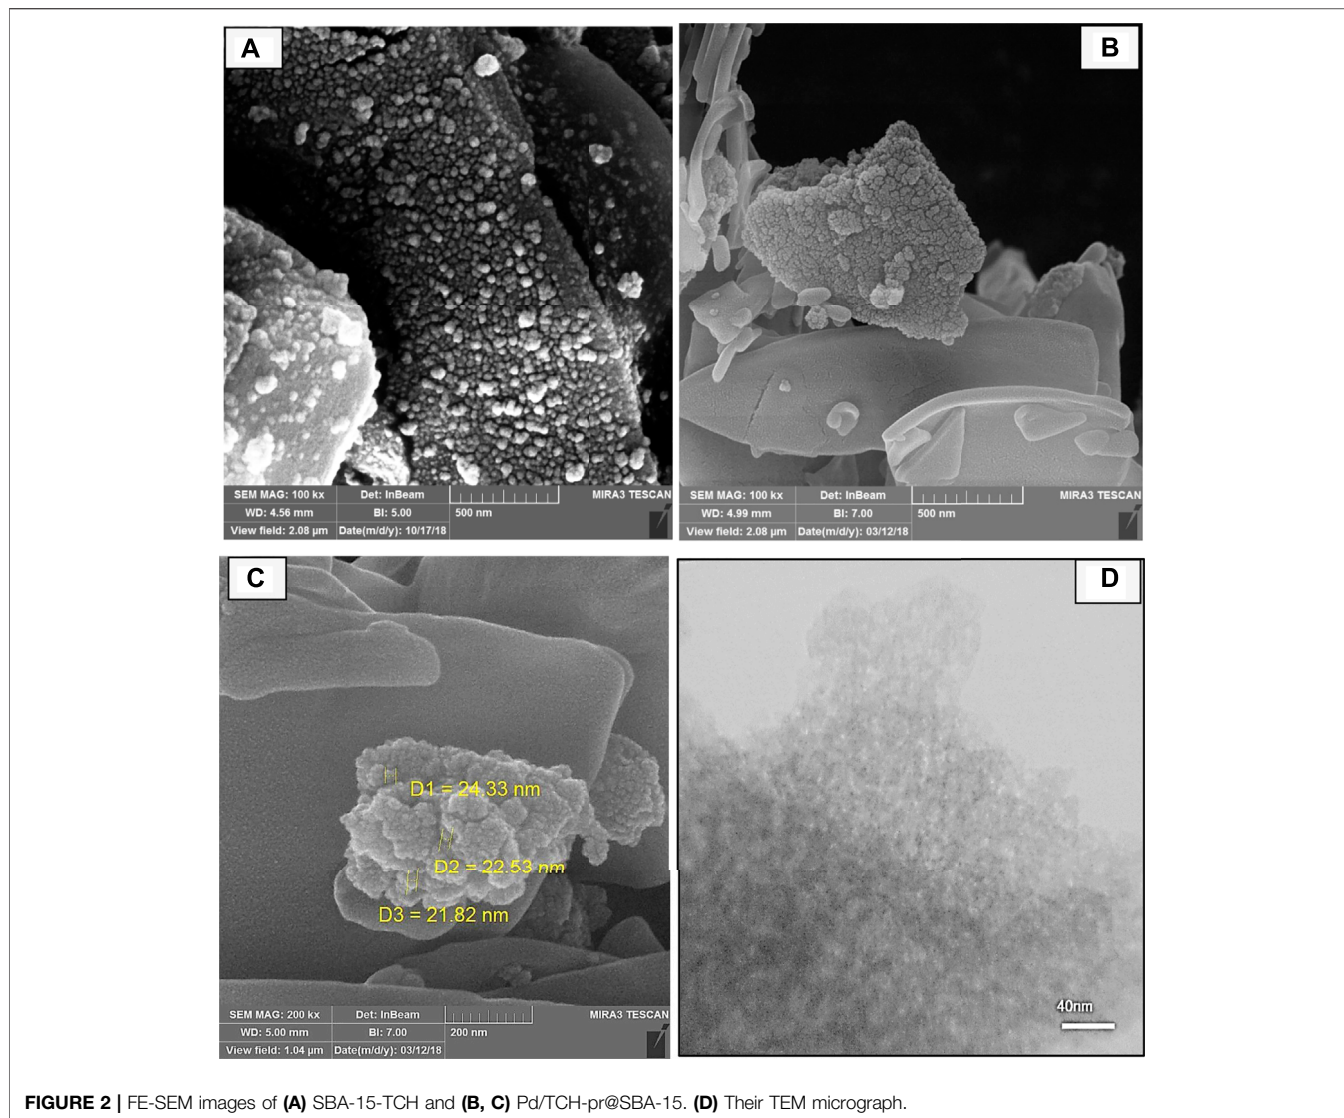 A
SEM MAG: 100 kx Det: InBeam MIRA3 TESCAN
WD: 4.56 mm BI: 5.00 500 nm
View field: 2.08 µm Date(m/d/y): 10/17/18
B
SEM MAG: 100 kx Det: InBeam MIRA3 TESCAN
WD: 4.99 mm BI: 7.00 500 nm
View field: 2.08 µm Date(m/d/y): 03/12/18
C
D1 = 24.33 nm
D2 = 22.53 nm
D3 = 21.82 nm
SEM MAG: 200 kx Det: InBeam MIRA3 TESCAN
WD: 5.00 mm BI: 7.00 200 nm
View field: 1.04 µm Date(m/d/y): 03/12/18
D
40nm
FIGURE 2 | FE-SEM images of (A) SBA-15-TCH and (B, C) Pd/TCH-pr@SBA-15. (D) Their TEM micrograph.